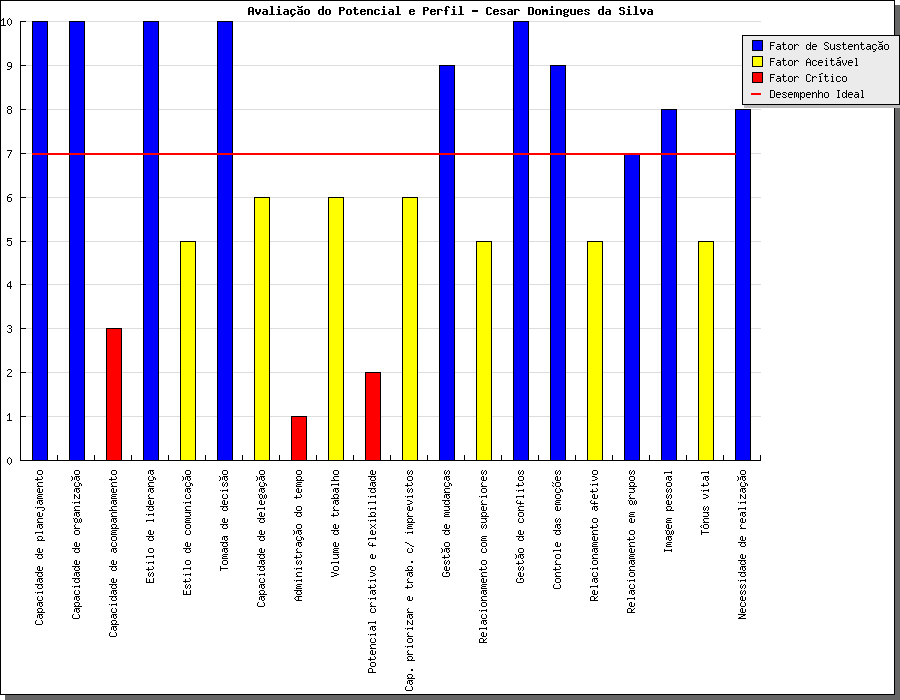 Avaliação do Potencial e Perfil - Cesar Domingues da Silva
Fator de Sustentação
Fator Aceitável
Fator Crítico
Desempenho Ideal
10
9
8
7
6
5
4
3
2
1
0
Capacidade de planejamento
Capacidade de organização
Capacidade de acompanhamento
Estilo de liderança
Estilo de comunicação
Tomada de decisão
Capacidade de delegação
Administração do tempo
Volume de trabalho
Potencial criativo e flexibilidade
Cap. priorizar e trab. c/ imprevistos
Gestão de mudanças
Relacionamento com superiores
Gestão de conflitos
Controle das emoções
Relacionamento afetivo
Relacionamento em grupos
Imagem pessoal
Tônus vital
Necessidade de realização